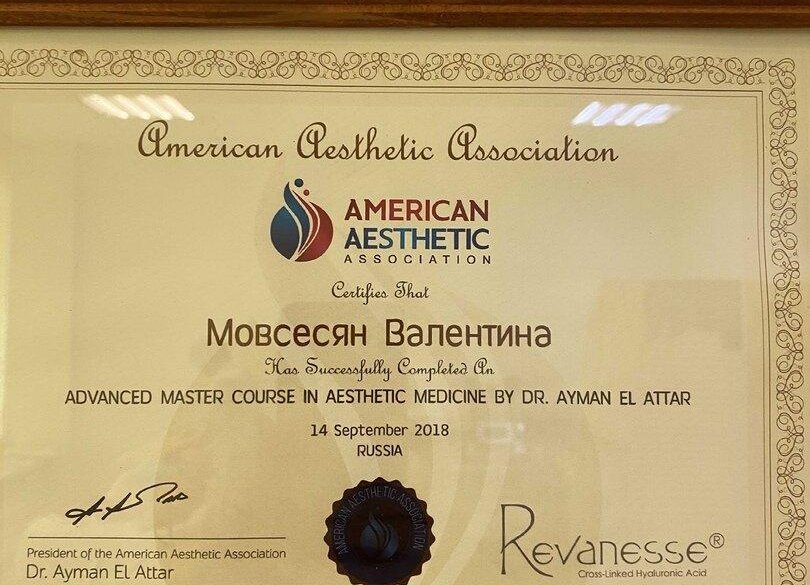 American Aesthetic Association
AMERICAN
AESTHETIC
ASSOCIATION
Certifies That
Мовсесян Валентина
Has Successfully Completed An
ADVANCED MASTER COURSE IN AESTHETIC MEDICINE BY DR. AYMAN EL ATTAR
14 September 2018
RUSSIA
AMERICAN AESTHETIC ASSOCIATION
President of the American Aesthetic Association
Dr. Ayman El Attar
Revanesse®
Cross-Linked Hyaluronic Acid